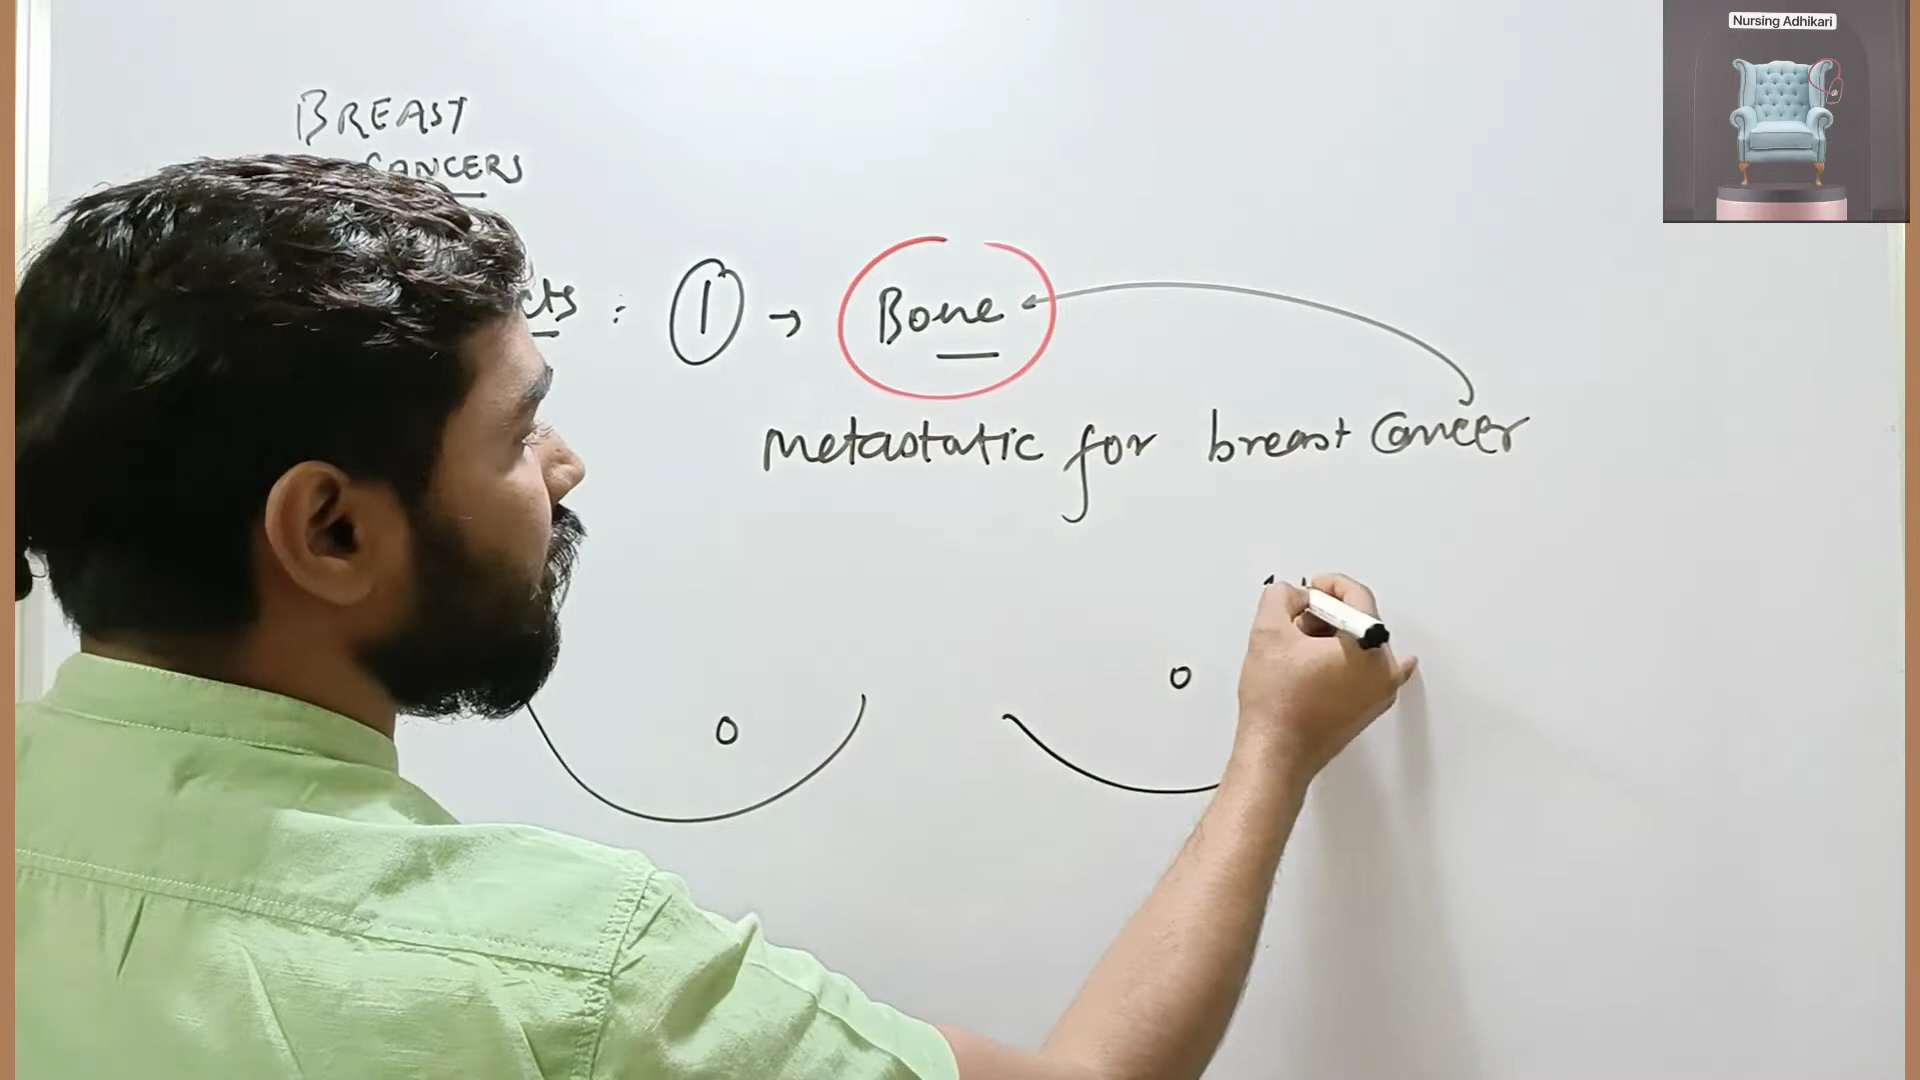 Nursing Adhikari
BREAST
CANCERS
: 1 → Bone
Metastatic for breast Cancer